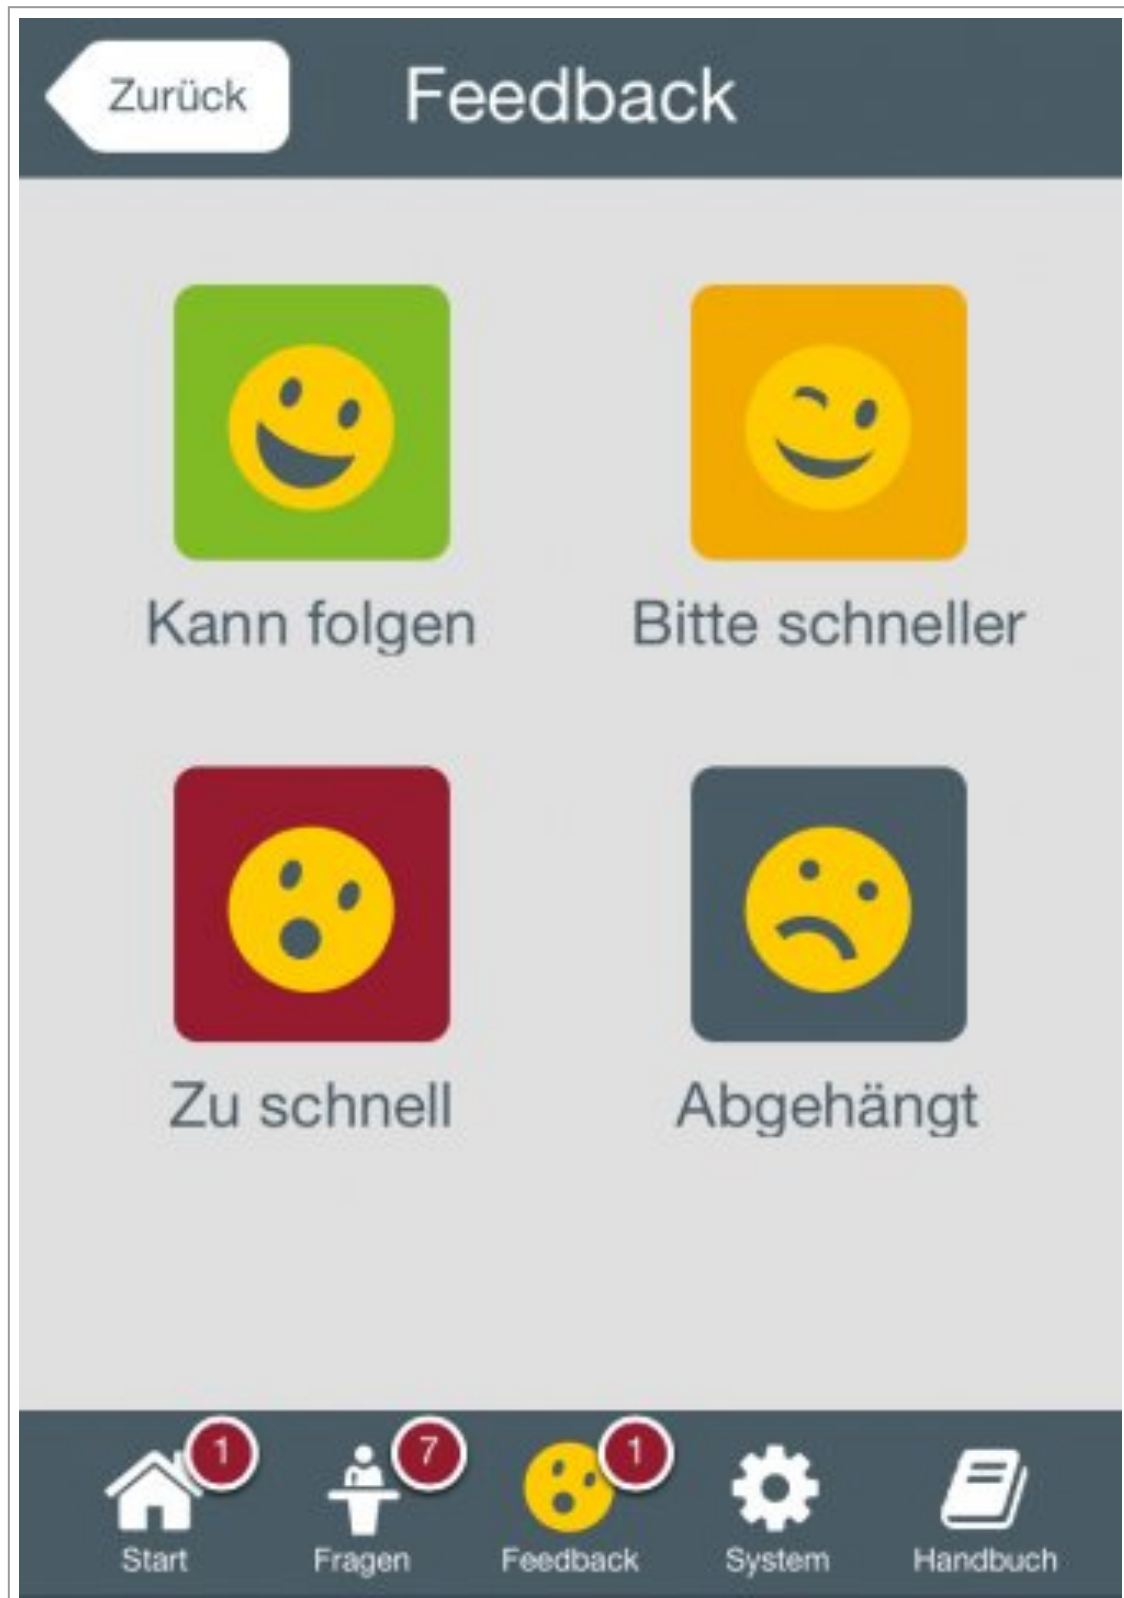 Zurück
Feedback
Kann folgen
Bitte schneller
Zu schnell
Abgehängt
1
7
1
Start
Fragen
Feedback
System
Handbuch